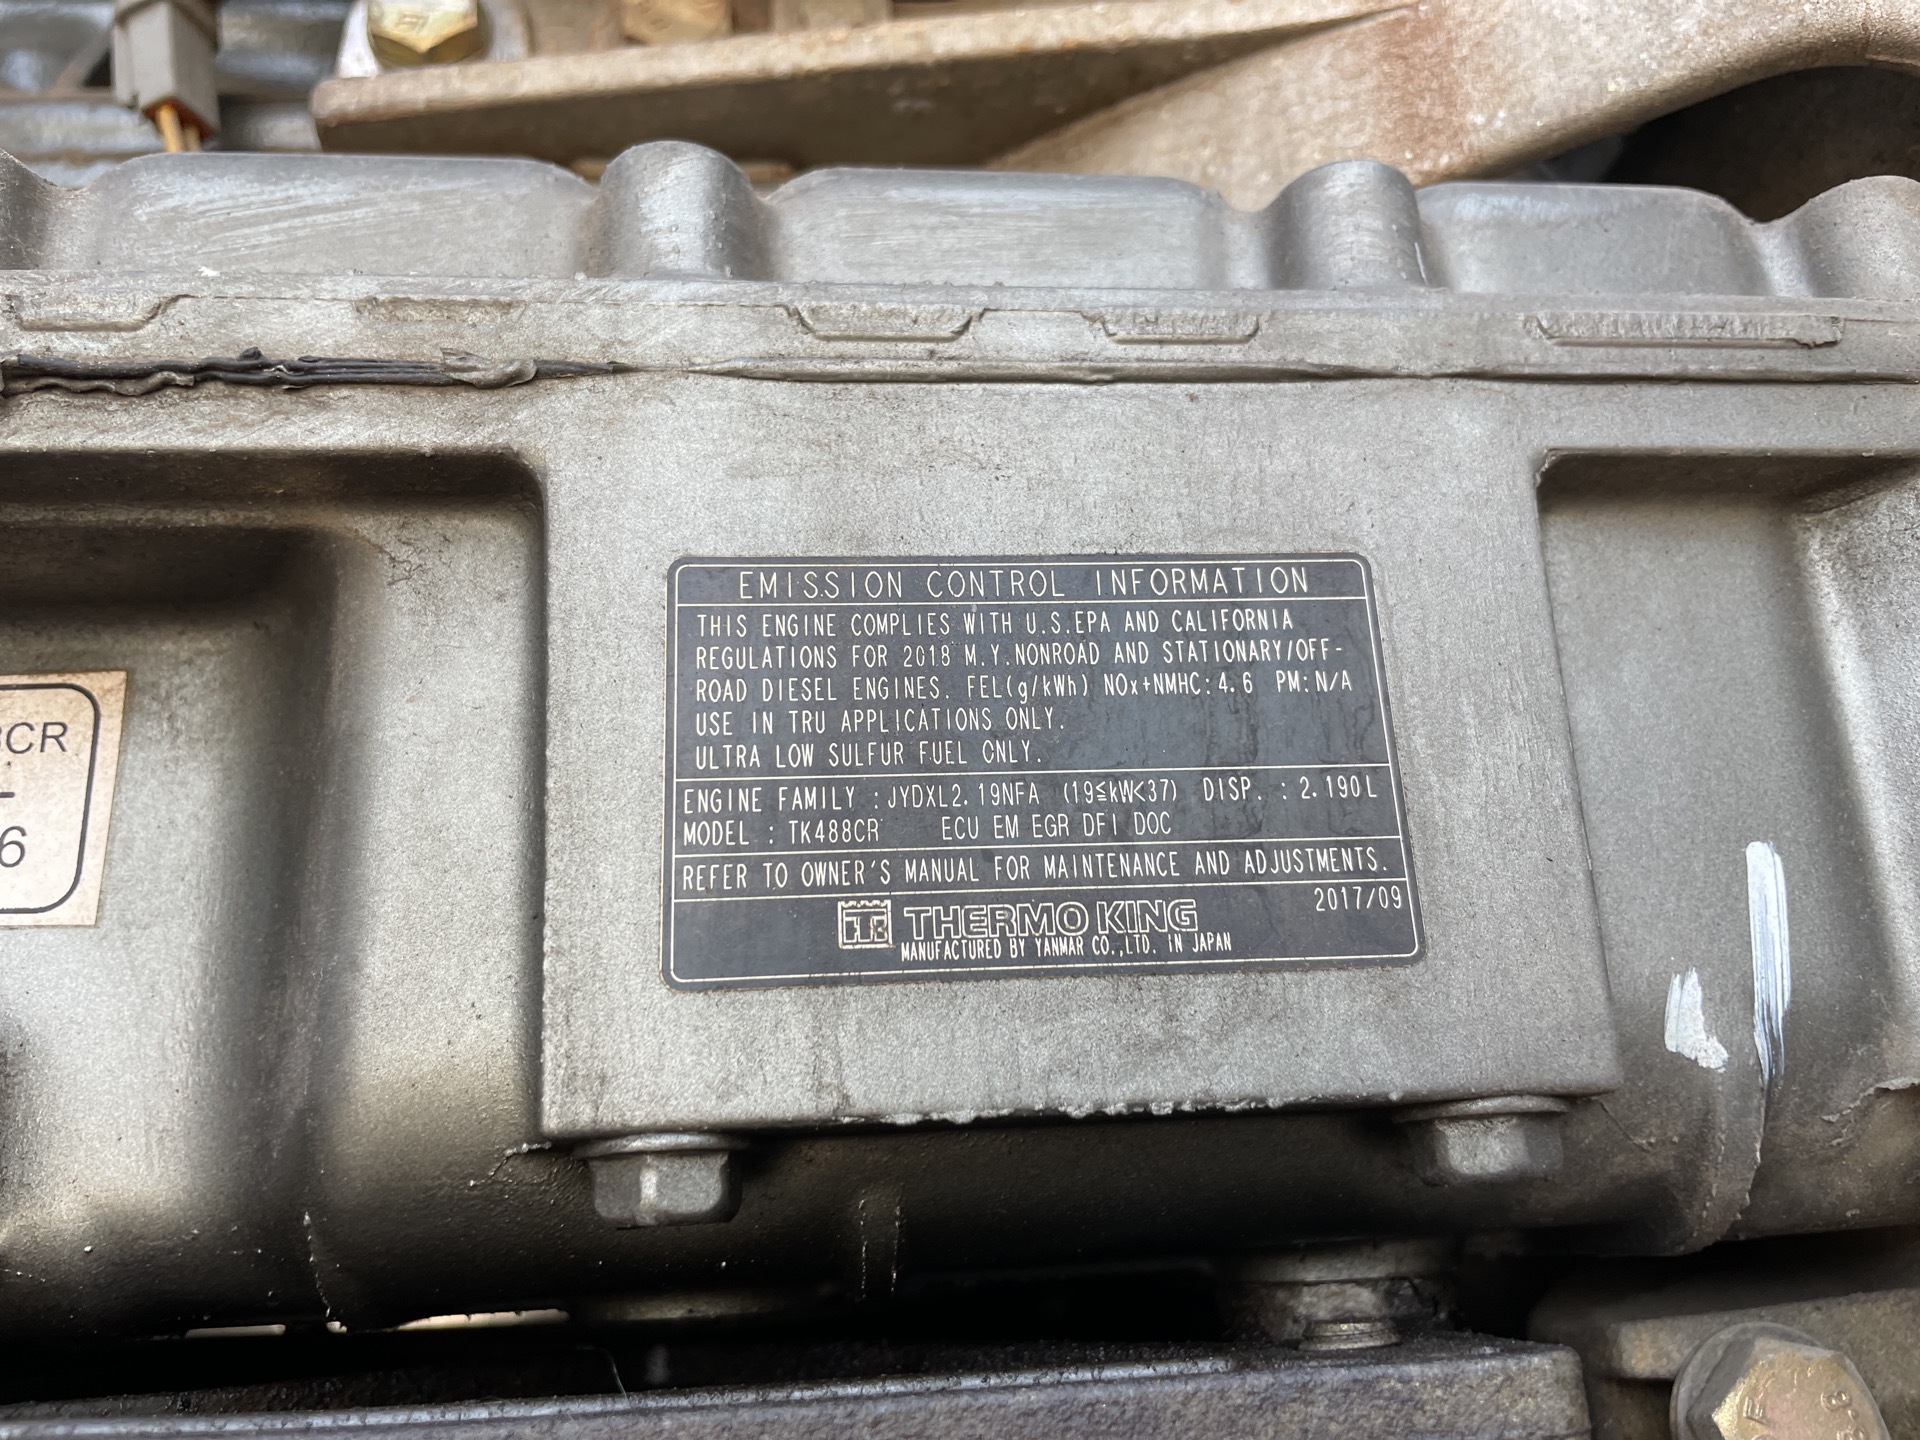 EMISSION CONTROL INFORMATION
THIS ENGINE COMPLIES WITH U.S.EPA AND CALIFORNIA
REGULATIONS FOR 2018 M.Y.NONROAD AND STATIONARY/OFF-
ROAD DIESEL ENGINES. FEL(g/kWh) NOx+NMHC:4.6 PM:N/A
USE IN TRU APPLICATIONS ONLY.
ULTRA LOW SULFUR FUEL ONLY.
ENGINE FAMILY :JYDXL2.19NFA (19≦kW<37) DISP. : 2.190L
MODEL : TK488CR ECU EM EGR DFI DOC
REFER TO OWNER'S MANUAL FOR MAINTENANCE AND ADJUSTMENTS.
2017/09
THERMO KING
MANUFACTURED BY YANMAR CO.,LTD. IN JAPAN
CR
6